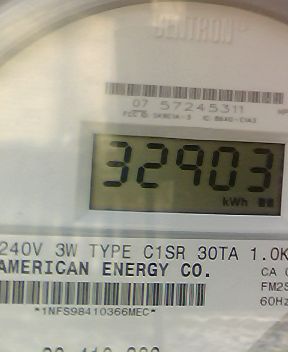 CENTRON®
07 57245311
32903
kWh
240V 3W TYPE C1SR 30TA 1.0K
AMERICAN ENERGY CO.
CA
FM2S
60Hz
*1NFS98410366MEC*